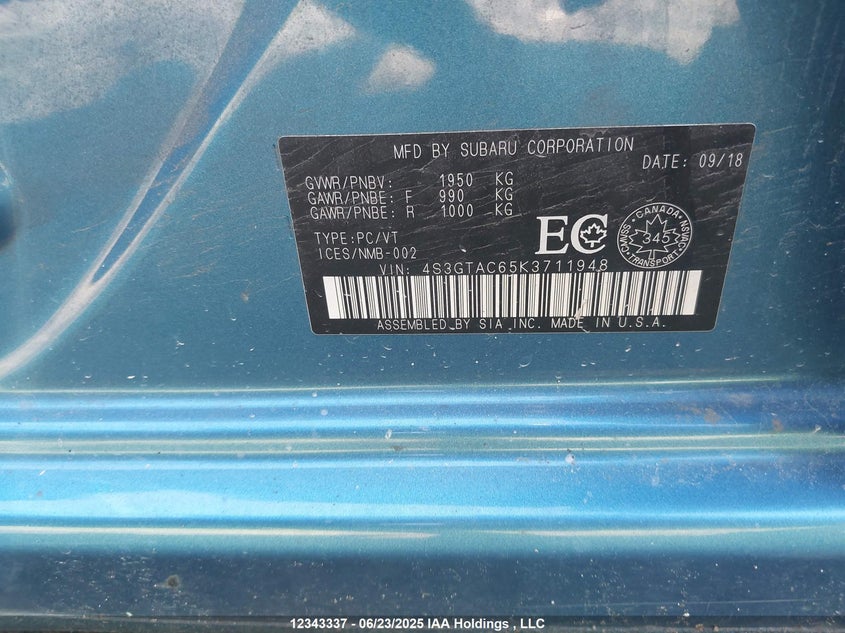 MFD BY SUBARU CORPORATION
DATE: 09/18
GVWR/PNBV: 1950 KG
GAWR/PNBE: F 990 KG
GAWR/PNBE: R 1000 KG
TYPE:PC/VT
ICES/NMB-002
EC
CANADA
NSVAC
TRANSPORT
CMVSS
345
VIN: 4S3GTAC65K3711948
ASSEMBLED BY SIA INC. MADE IN U.S.A.
12343337 - 06/23/2025 IAA Holdings , LLC